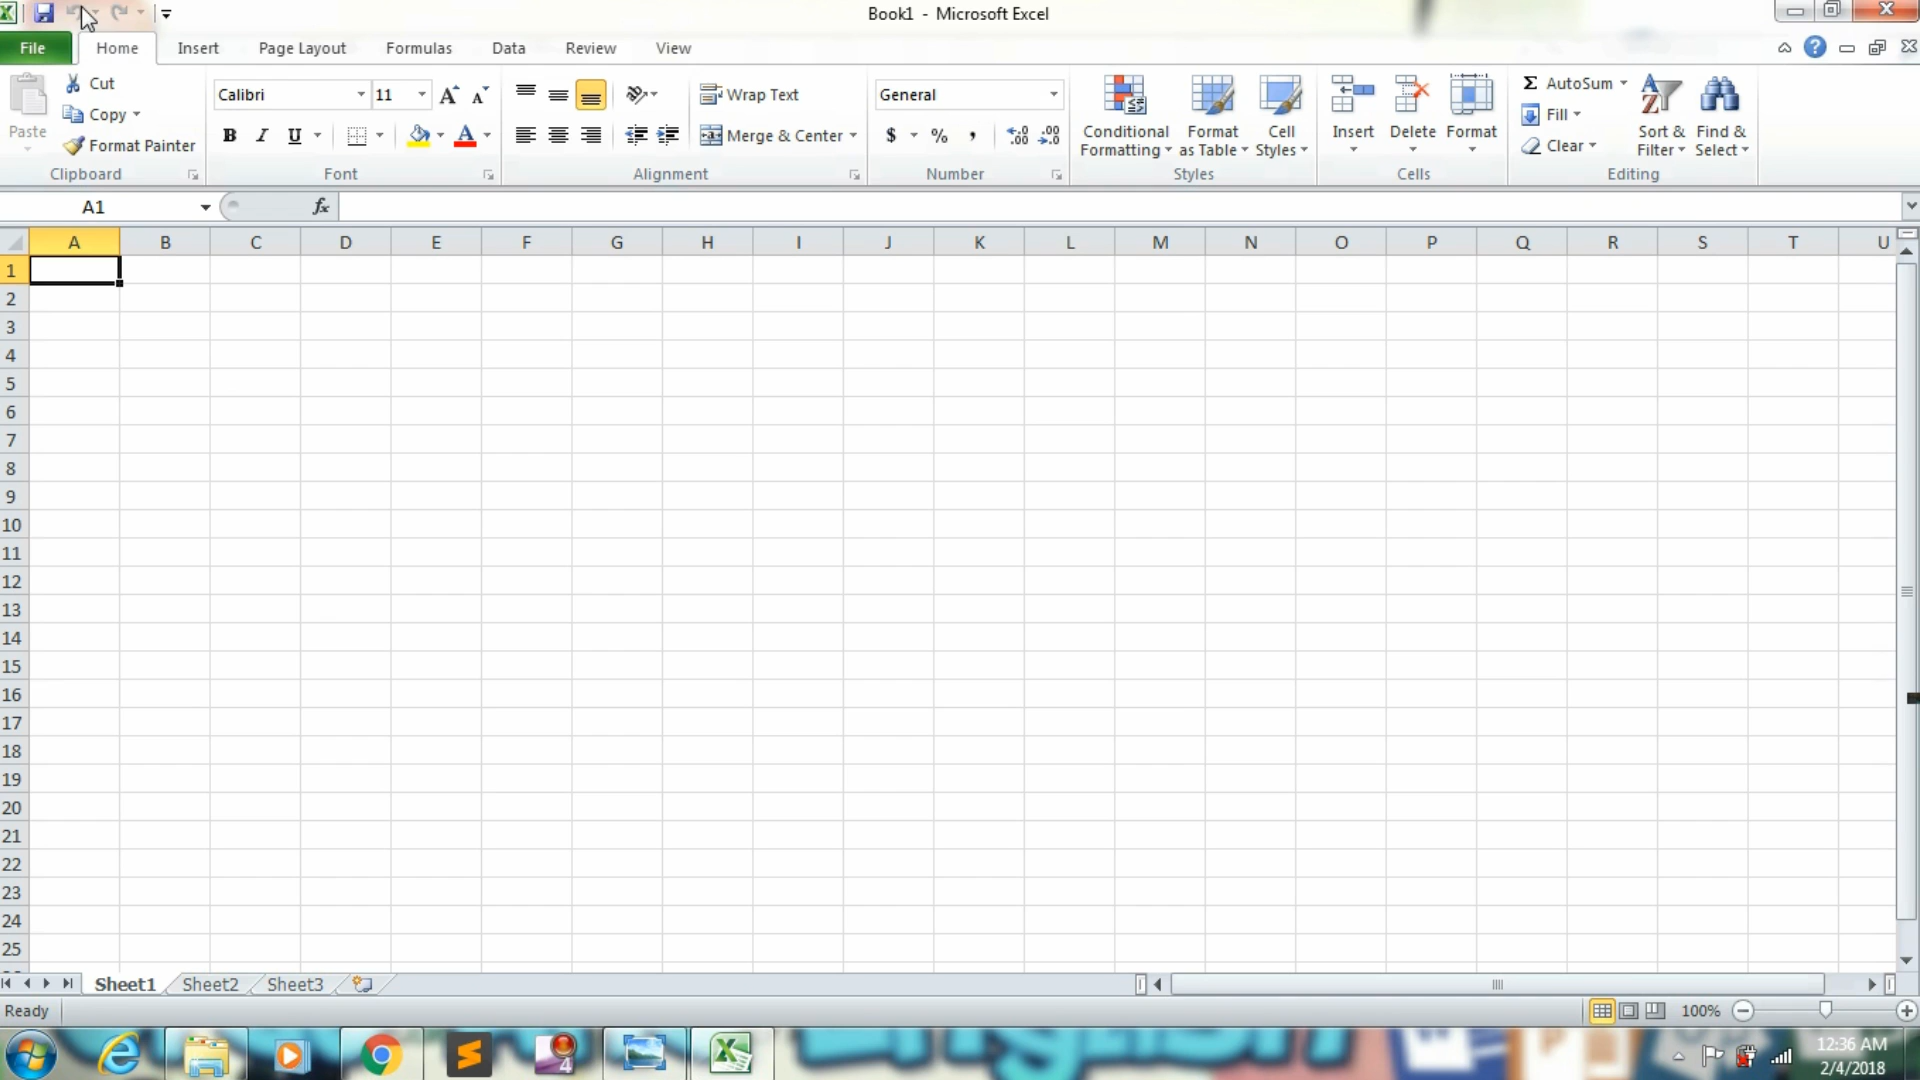 Book1 - Microsoft Excel
File Home Insert Page Layout Formulas Data Review View
Paste
Cut
Copy
Format Painter
Clipboard
Calibri 11
B I U
Font
Wrap Text
Merge & Center
Alignment
General
$ % ,
Number
Conditional Formatting
Format as Table
Cell Styles
Styles
Insert Delete Format
Cells
Σ AutoSum
Fill
Clear
Sort & Filter
Find & Select
Editing
A1 fx
A B C D E F G H I J K L M N O P Q R S T U
1
2
3
4
5
6
7
8
9
10
11
12
13
14
15
16
17
18
19
20
21
22
23
24
25
Sheet1 Sheet2 Sheet3
Ready 100%
12:36 AM
2/4/2018